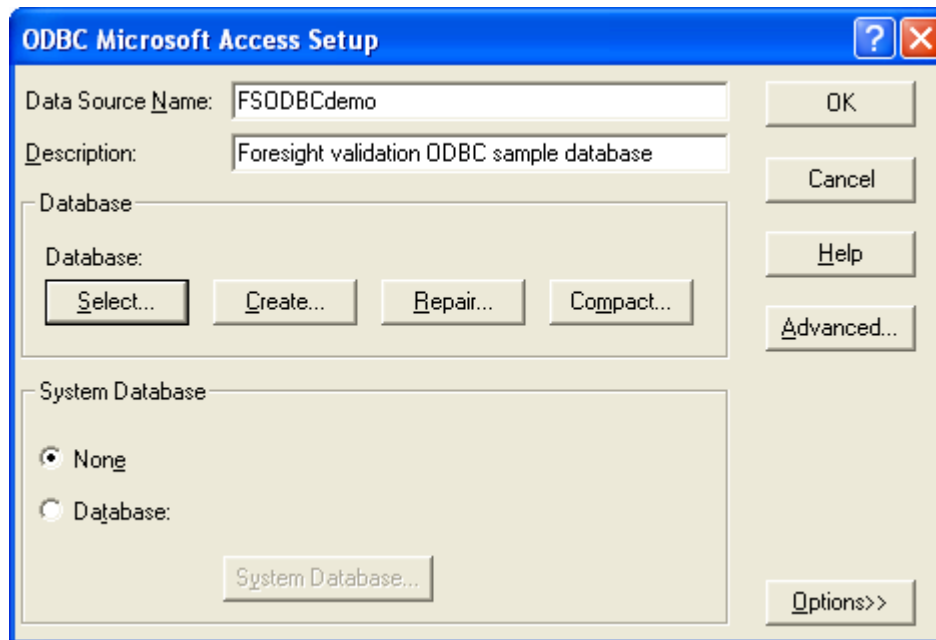 ODBC Microsoft Access Setup
Data Source Name: FSODBCdemo
OK
Description: Foresight validation ODBC sample database
Cancel
Database
Database:
Help
Select... Create... Repair... Compact...
Advanced...
System Database
None
Database:
System Database...
Options>>